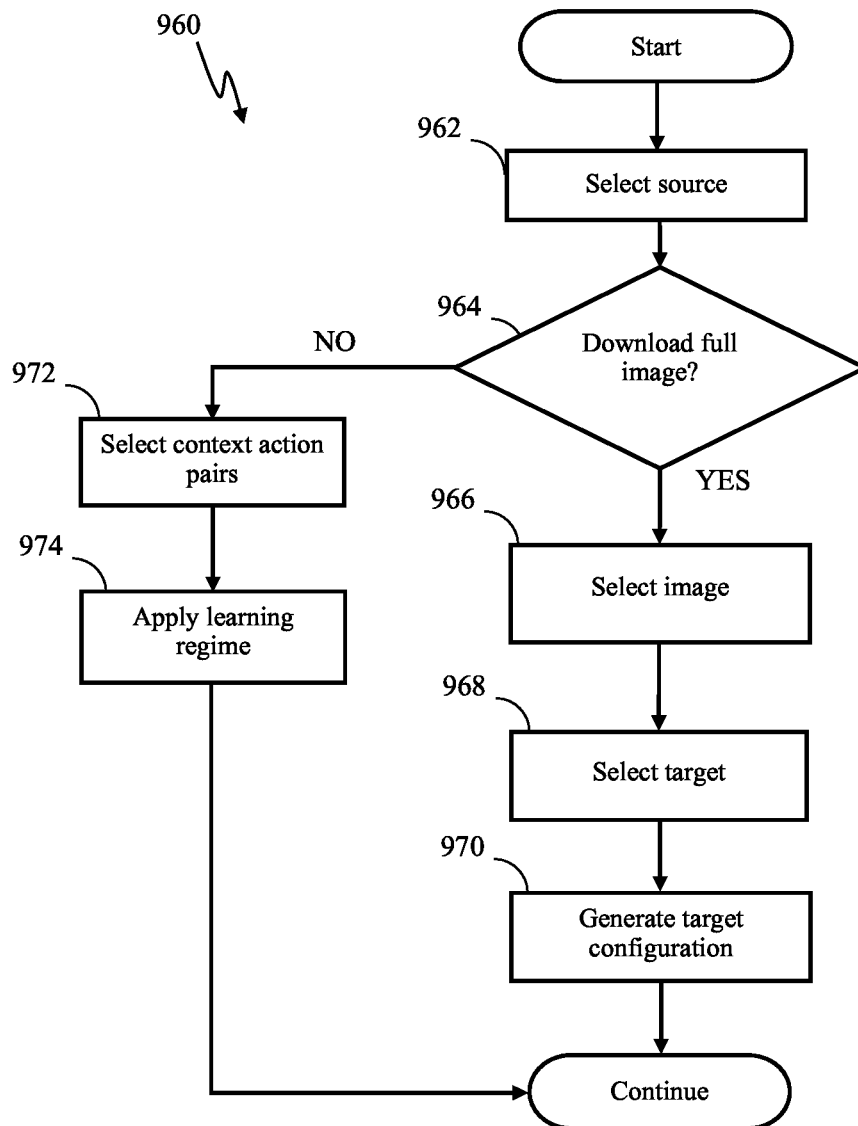 960
Start
962
Select source
964
Download full
image?
NO
YES
972
Select context action
pairs
974
Apply learning
regime
966
Select image
968
Select target
970
Generate target
configuration
Continue